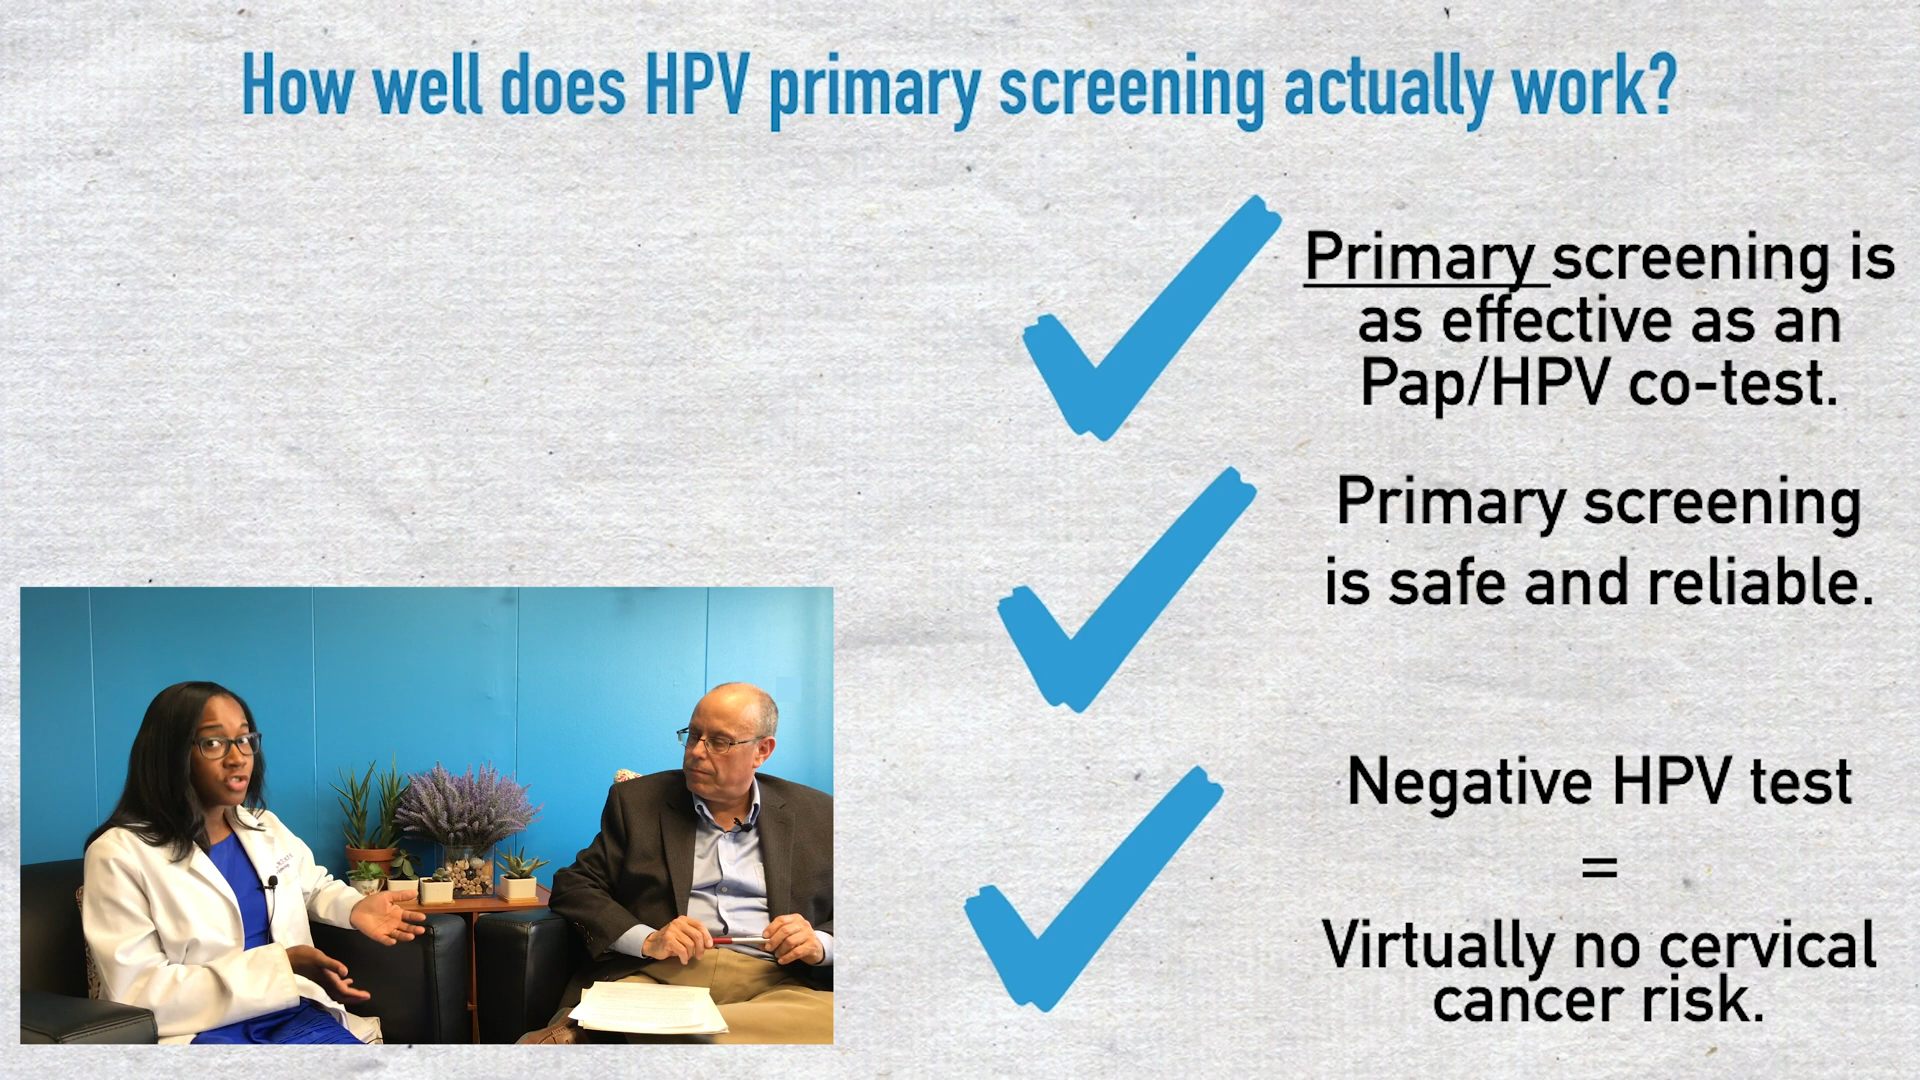 How well does HPV primary screening actually work?
Primary screening is
as effective as an
Pap/HPV co-test.
Primary screening
is safe and reliable.
Negative HPV test
=
Virtually no cervical
cancer risk.